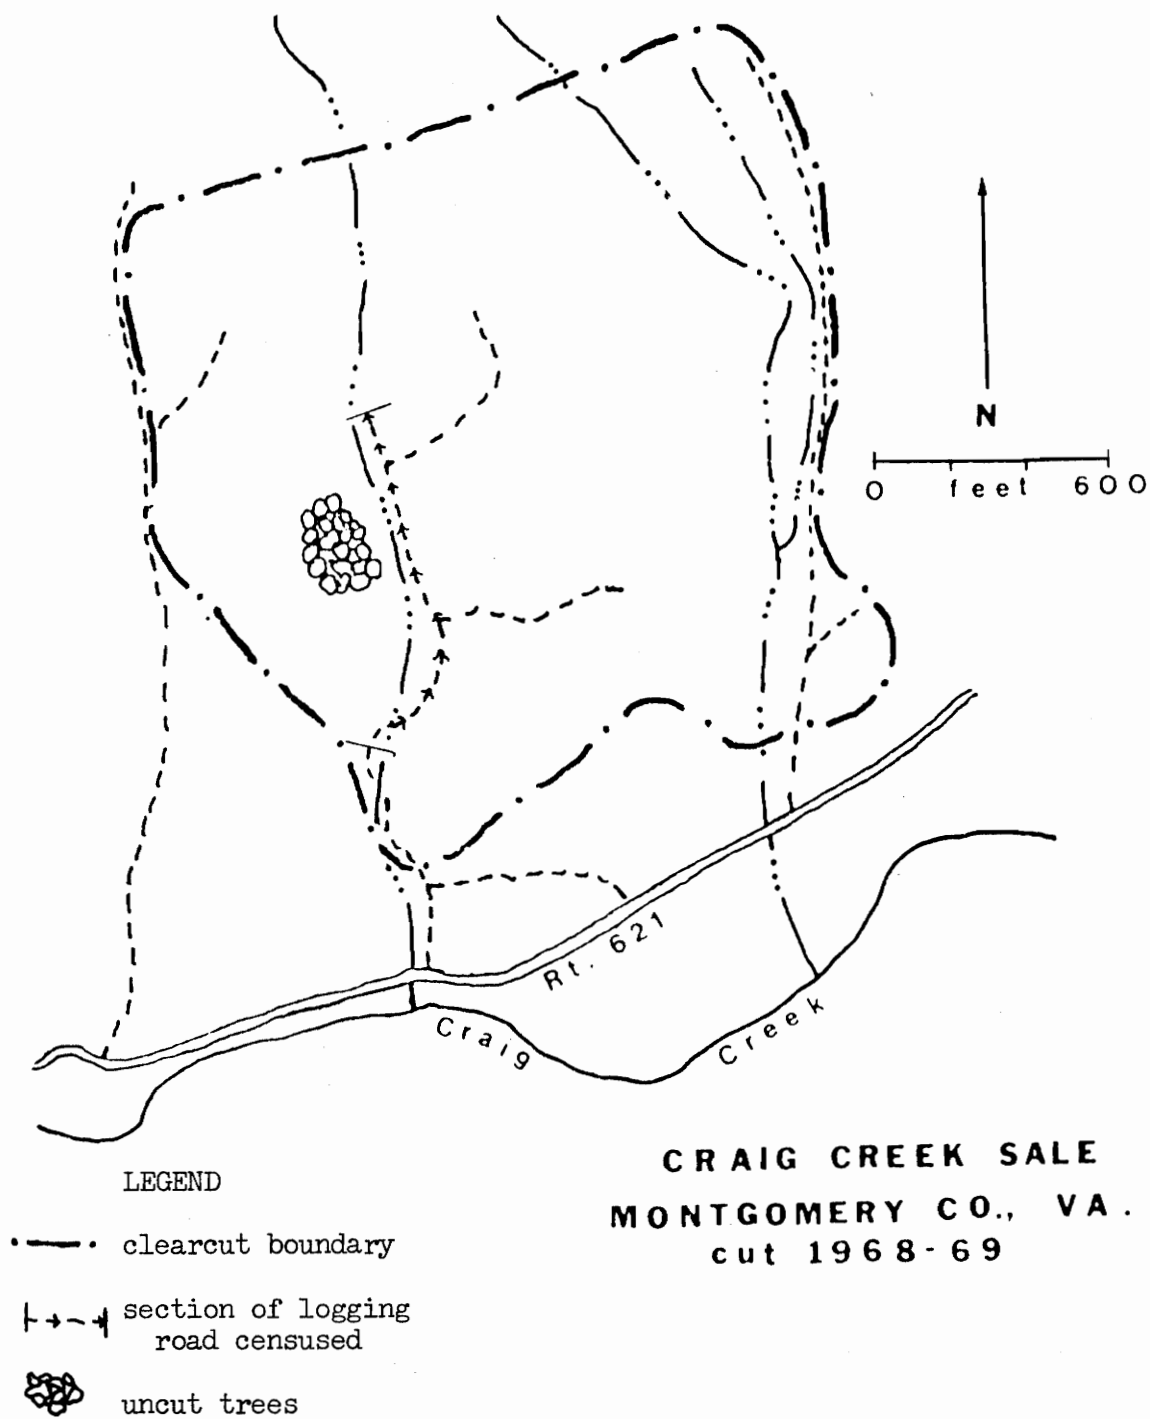 N
0 feet 600
Rt. 621
Craig Creek
CRAIG CREEK SALE
MONTGOMERY CO., VA.
cut 1968-69
LEGEND
clearcut boundary
section of logging
road censused
uncut trees